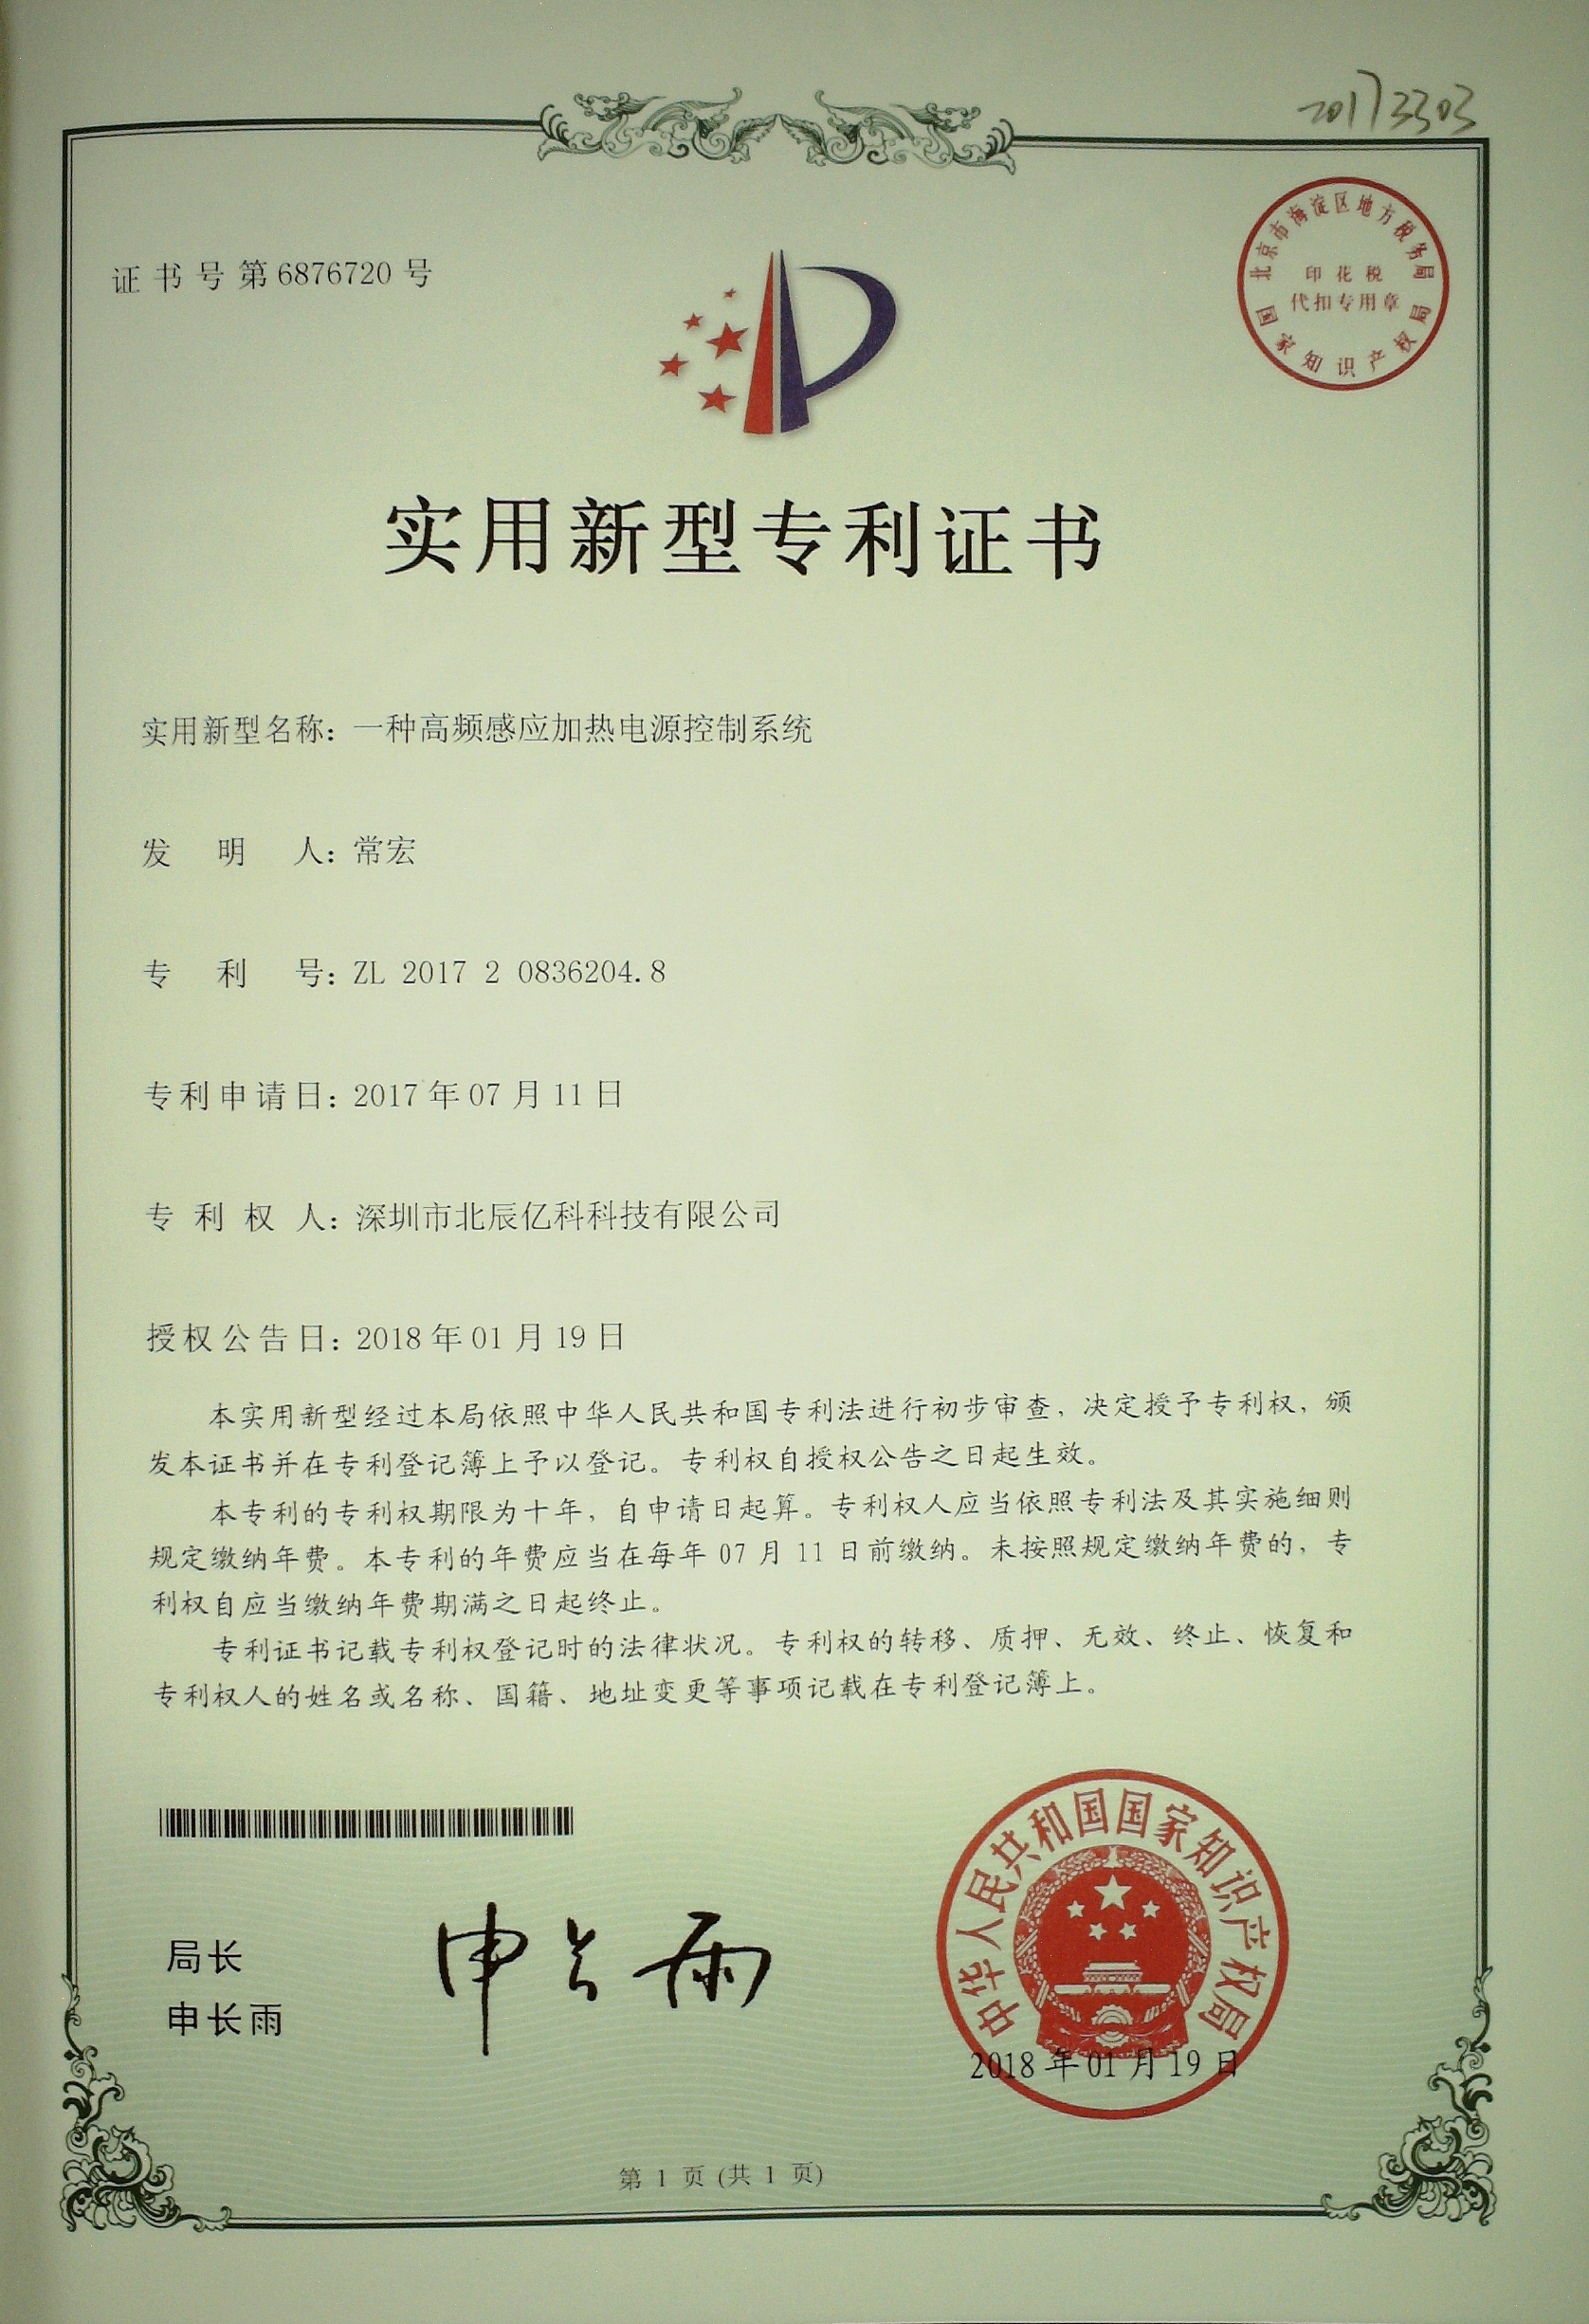 20173303
北京市海淀区地方税务局
印花税
代扣专用章
国家知识产权局
证书号第6876720号
实用新型专利证书
实用新型名称：一种高频感应加热电源控制系统
发明人：常宏
专利号：ZL 2017 2 0836204.8
专利申请日：2017年07月11日
专利权人：深圳市北辰亿科科技有限公司
授权公告日：2018年01月19日
本实用新型经过本局依照中华人民共和国专利法进行初步审查，决定授予专利权，颁
发本证书并在专利登记簿上予以登记。专利权自授权公告之日起生效。
本专利的专利权期限为十年，自申请日起算。专利权人应当依照专利法及其实施细则
规定缴纳年费。本专利的年费应当在每年07月11日前缴纳。未按照规定缴纳年费的，专
利权自应当缴纳年费期满之日起终止。
专利证书记载专利权登记时的法律状况。专利权的转移、质押、无效、终止、恢复和
专利权人的姓名或名称、国籍、地址变更等事项记载在专利登记簿上。
局长
申长雨
申长雨
中华人民共和国国家知识产权局
2018年01月19日
第 1 页 (共 1 页)